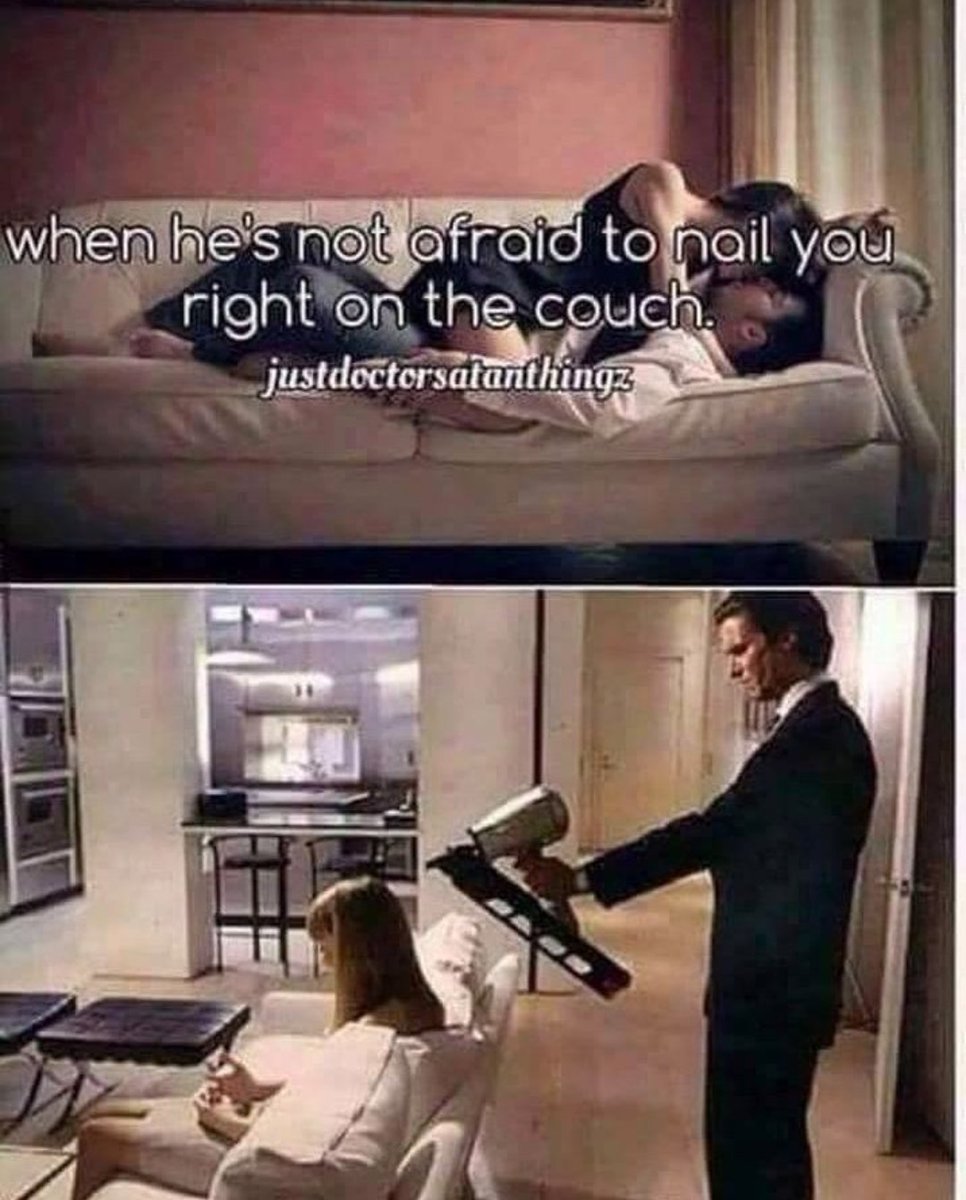 when he's not afraid to nail you
right on the couch.
justdoctorsatanthingz